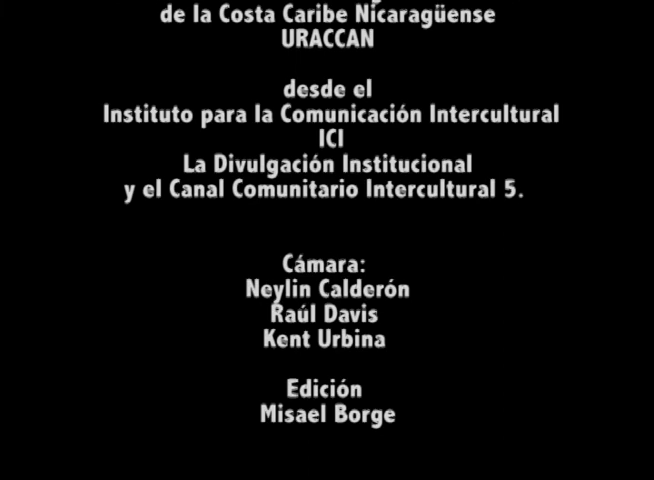 de la Costa Caribe Nicaragüense
URACCAN
desde el
Instituto para la Comunicación Intercultural
ICI
La Divulgación Institucional
y el Canal Comunitario Intercultural 5.
Cámara:
Neylin Calderón
Raúl Davis
Kent Urbina
Edición
Misael Borge